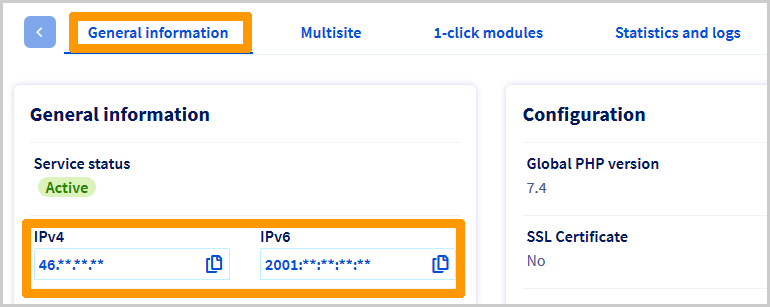 General information
Multisite
1-click modules
Statistics and logs
General information
Service status
Active
IPv4
IPv6
46.**.**.**
2001:**:**:**:**
Configuration
Global PHP version
7.4
SSL Certificate
No